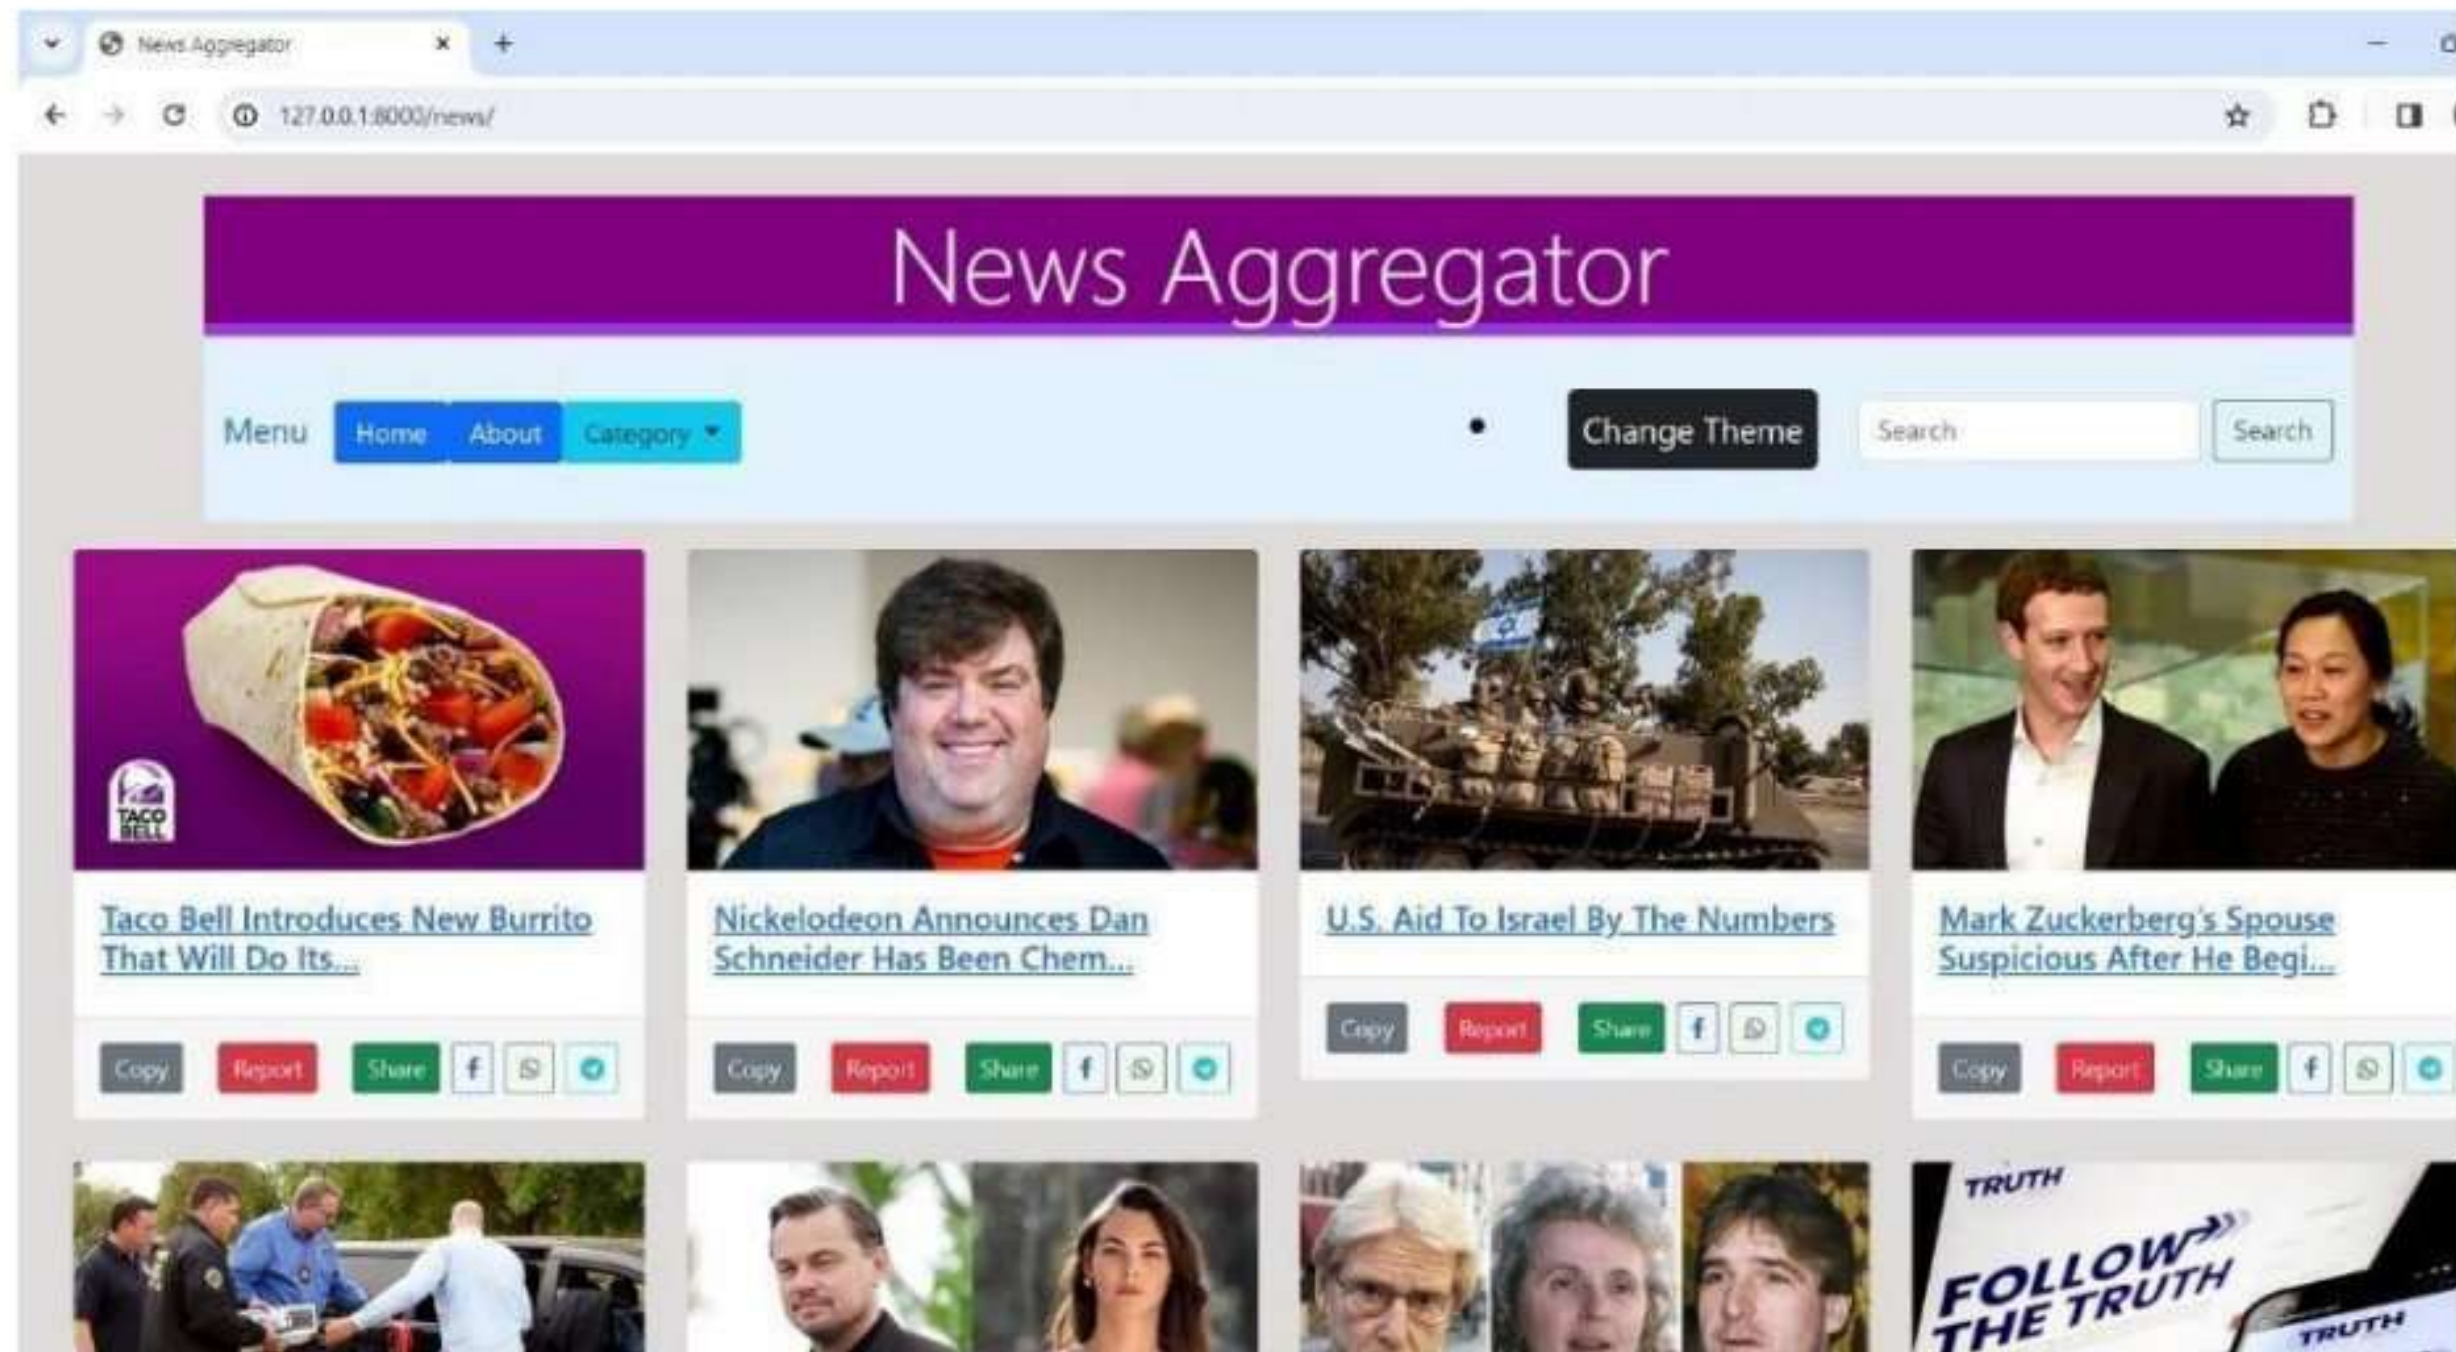 News Aggregator
127.0.0.1:8000/news/
News Aggregator
Menu Home About Category Change Theme Search Search
TACO
BELL
Taco Bell Introduces New Burrito
That Will Do Its...
Nickelodeon Announces Dan
Schneider Has Been Chem...
U.S. Aid To Israel By The Numbers
Mark Zuckerberg's Spouse
Suspicious After He Begi...
Copy Report Share
Copy Report Share
Copy Report Share
Copy Report Share
TRUTH
FOLLOW
THE TRUTH
TRUTH